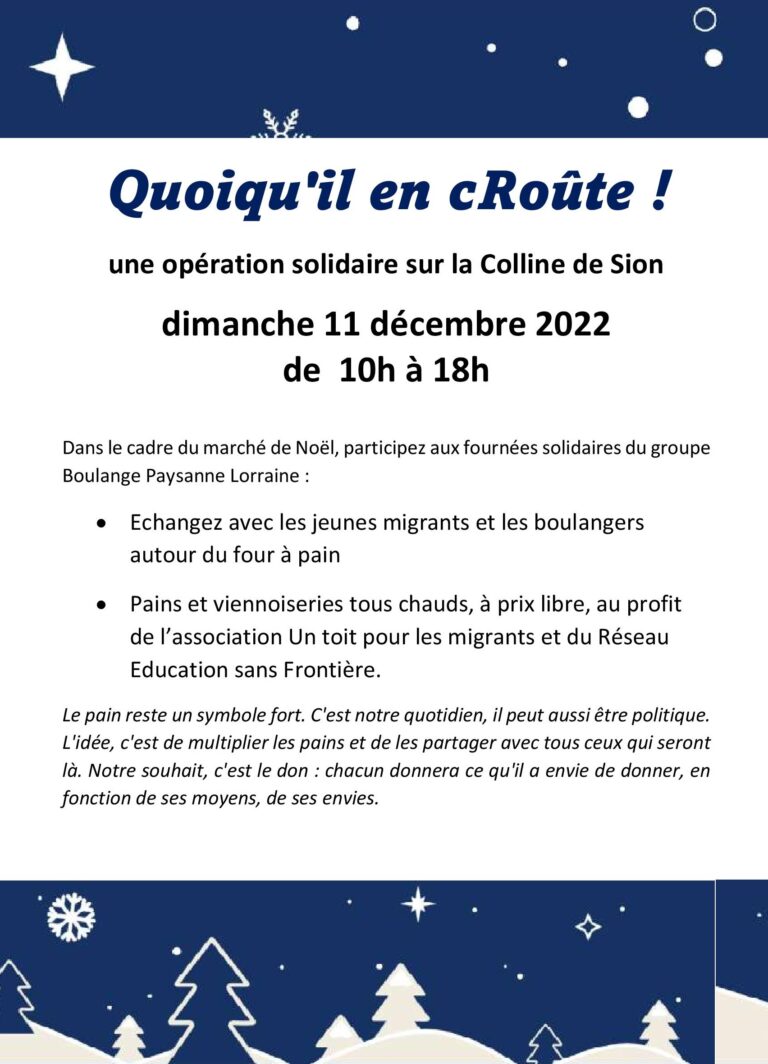 Quoiqu'il en cRoûte !
une opération solidaire sur la Colline de Sion
dimanche 11 décembre 2022
de 10h à 18h
Dans le cadre du marché de Noël, participez aux fournées solidaires du groupe
Boulange Paysanne Lorraine :
• Echangez avec les jeunes migrants et les boulangers
autour du four à pain
• Pains et viennoiseries tous chauds, à prix libre, au profit
de l’association Un toit pour les migrants et du Réseau
Education sans Frontière.
Le pain reste un symbole fort. C'est notre quotidien, il peut aussi être politique.
L'idée, c'est de multiplier les pains et de les partager avec tous ceux qui seront
là. Notre souhait, c'est le don : chacun donnera ce qu'il a envie de donner, en
fonction de ses moyens, de ses envies.